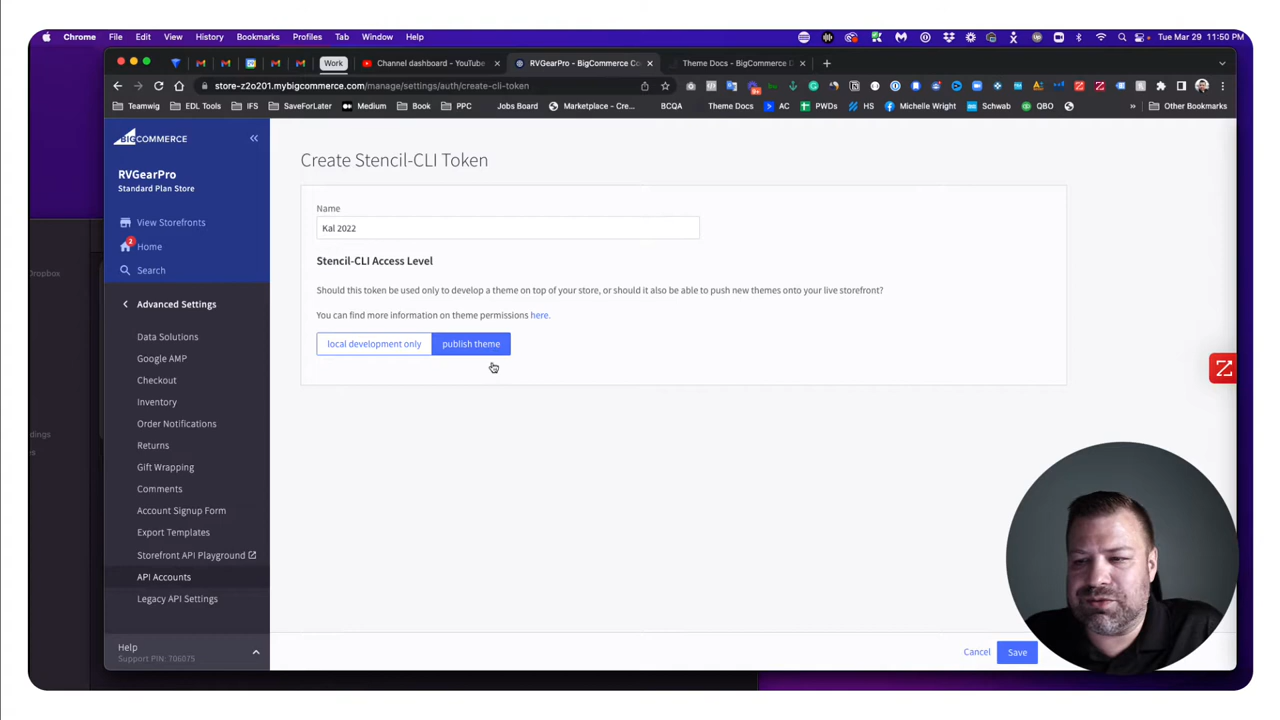 Chrome File Edit View History Bookmarks Profiles Tab Window Help Tue Mar 29 11:50 PM
Work Channel dashboard - YouTube RVGearPro - BigCommerce Co Theme Docs - BigCommerce D
store-z2o201.mybigcommerce.com/manage/settings/auth/create-cli-token
Teamwig EDL Tools IFS SaveForLater Medium Book PPC Jobs Board Marketplace - Cre... BCQA Theme Docs AC PWDs HS Michelle Wright Schwab QBO Other Bookmarks
BIGCOMMERCE
RVGearPro
Standard Plan Store
View Storefronts
2
Home
Search
Advanced Settings
Data Solutions
Google AMP
Checkout
Inventory
Order Notifications
Returns
Gift Wrapping
Comments
Account Signup Form
Export Templates
Storefront API Playground
API Accounts
Legacy API Settings
Help
Support PIN: 706075
Create Stencil-CLI Token
Name
Kal 2022
Stencil-CLI Access Level
Should this token be used only to develop a theme on top of your store, or should it also be able to push new themes onto your live storefront?
You can find more information on theme permissions here.
local development only publish theme
Cancel Save
Dropbox